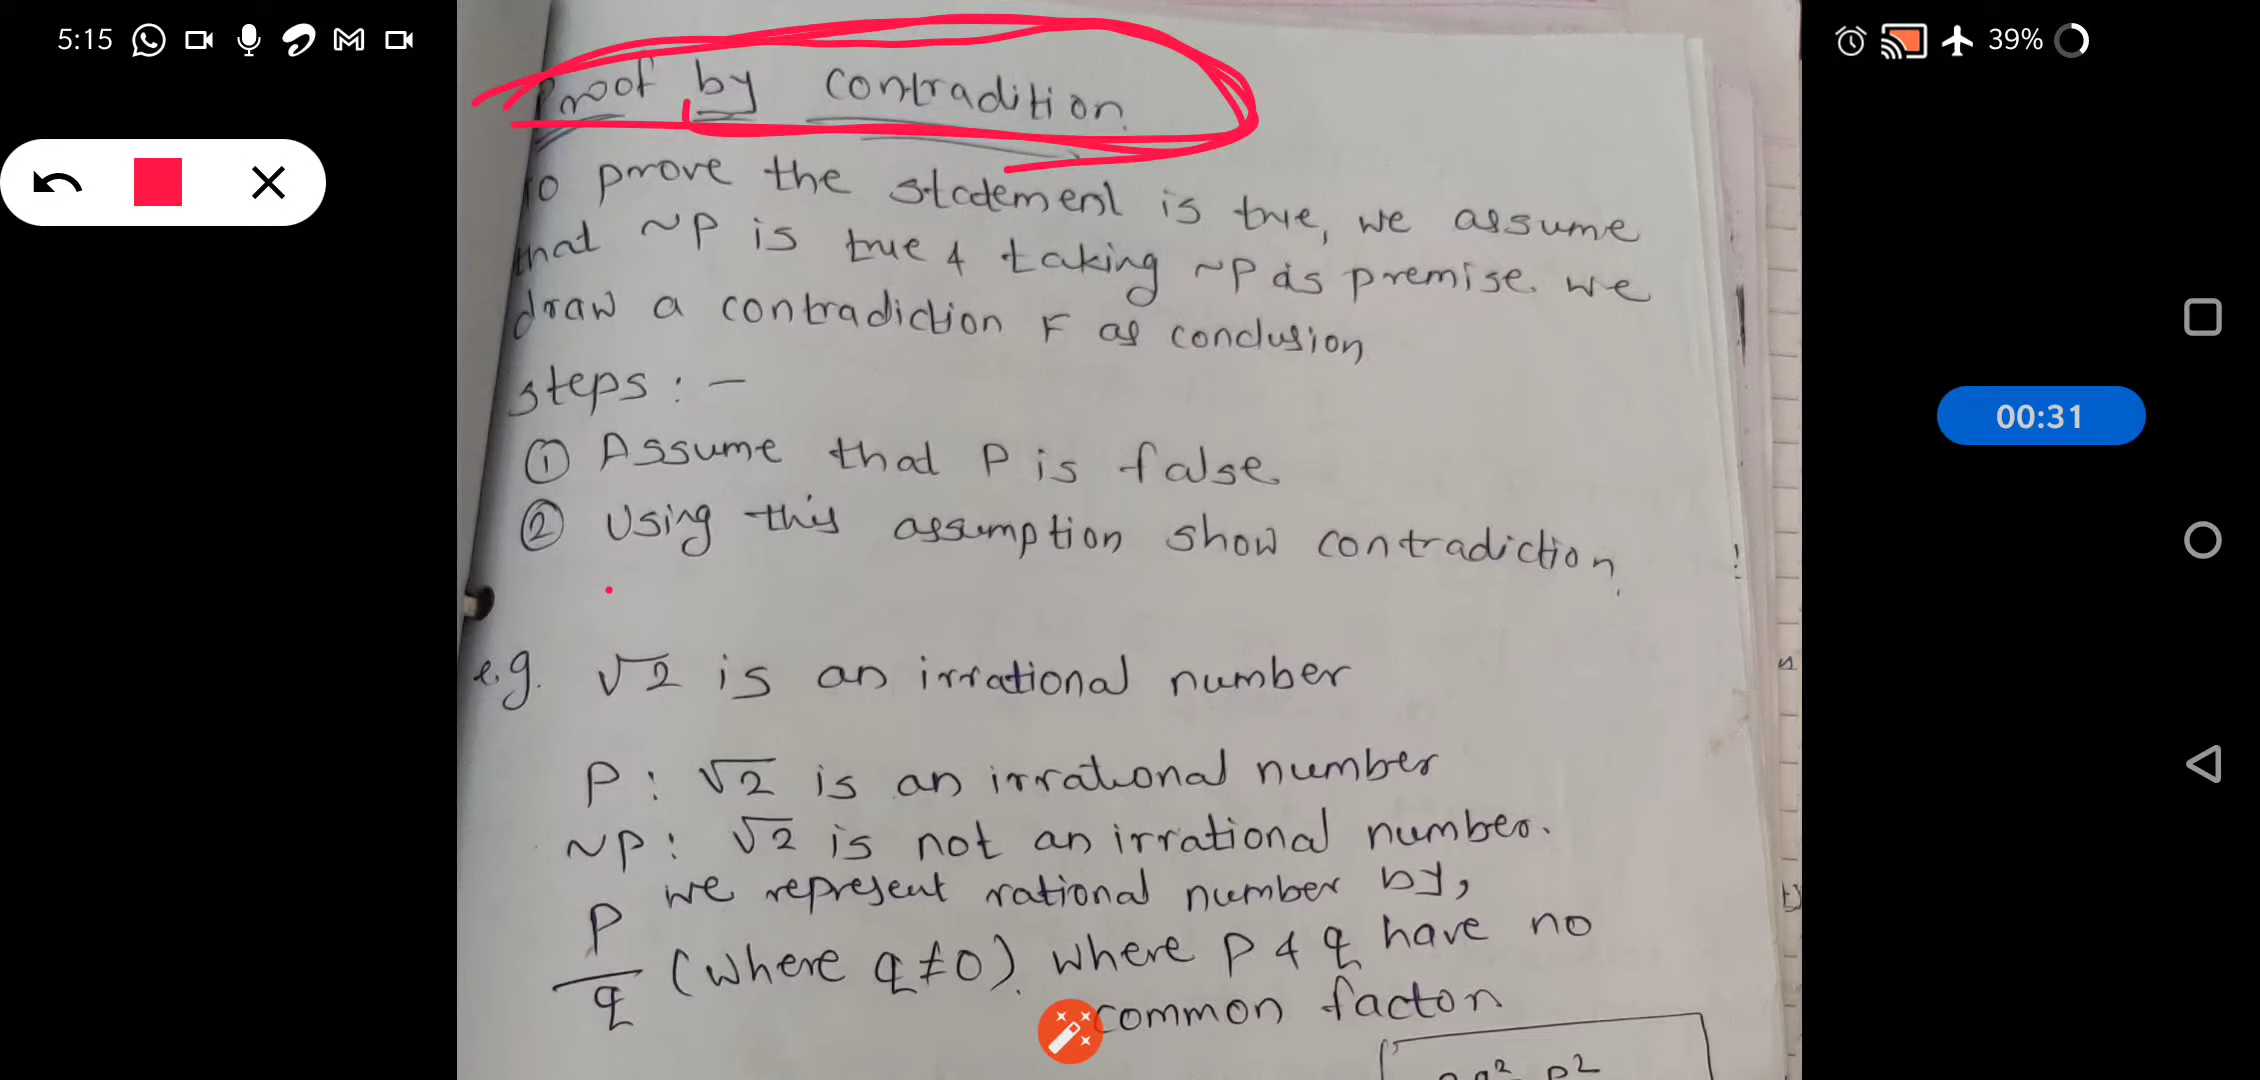 5:15
39%
Proof by contradition.
To prove the statement is true, we assume
that ~P is true & taking ~P as premise we
draw a contradiction F as conclusion
steps : —
① Assume that P is false.
② Using this assumption show contradiction.
00:31
e.g. √2 is an irrational number
P : √2 is an irrational number
~P : √2 is not an irrational number.
we represent rational number by,
P/q (where q≠0). where P & q have no
common factor
q² P²